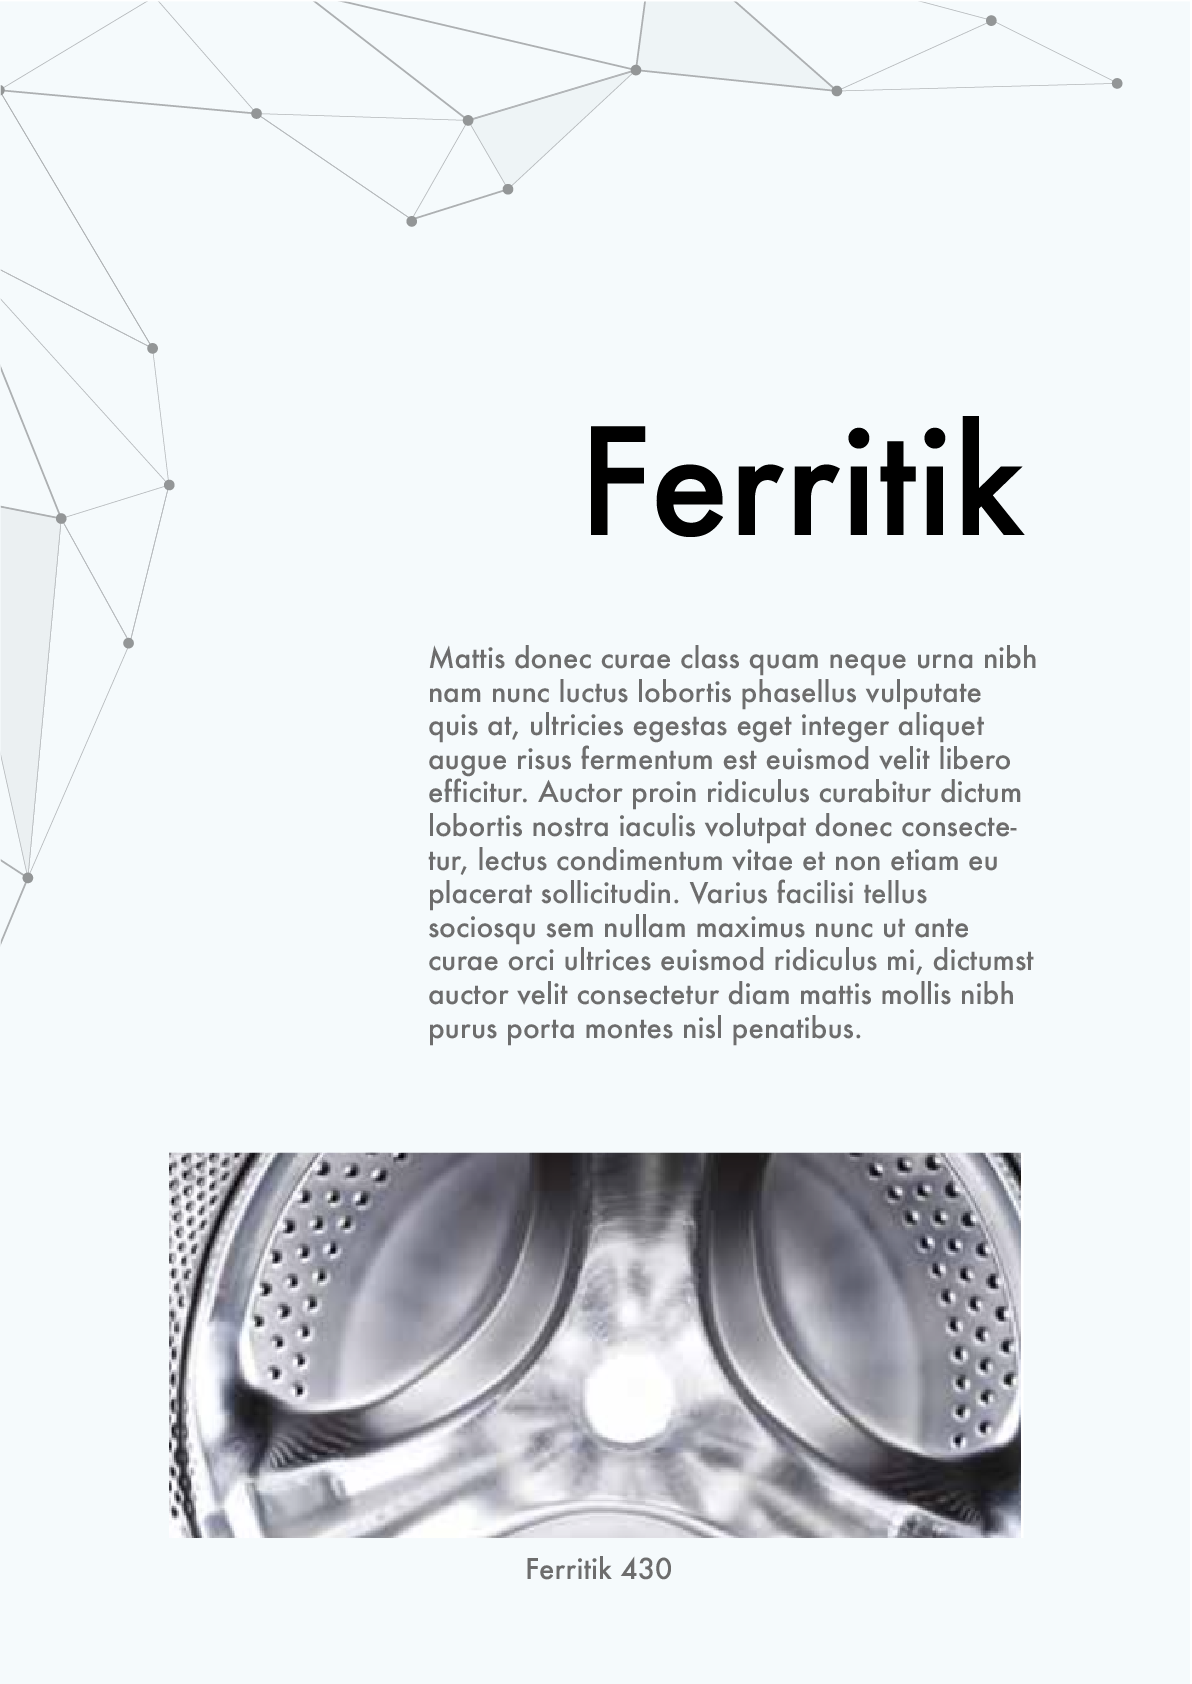 Ferritik
Mattis donec curae class quam neque urna nibh
nam nunc luctus lobortis phasellus vulputate
quis at, ultricies egestas eget integer aliquet
augue risus fermentum est euismod velit libero
efficitur. Auctor proin ridiculus curabitur dictum
lobortis nostra iaculis volutpat donec consecte-
tur, lectus condimentum vitae et non etiam eu
placerat sollicitudin. Varius facilisi tellus
sociosqu sem nullam maximus nunc ut ante
curae orci ultrices euismod ridiculus mi, dictumst
auctor velit consectetur diam mattis mollis nibh
purus porta montes nisl penatibus.
Ferritik 430